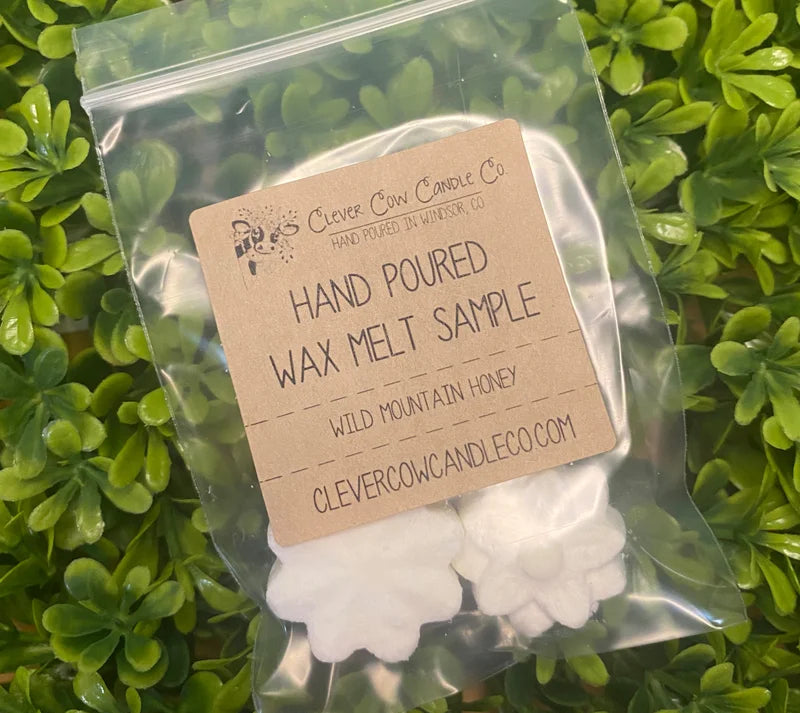 Clever Cow Candle Co.
HAND POURED IN WINDSOR, CO
HAND POURED
WAX MELT SAMPLE
WILD MOUNTAIN HONEY
CLEVERCOWCANDLECO.COM